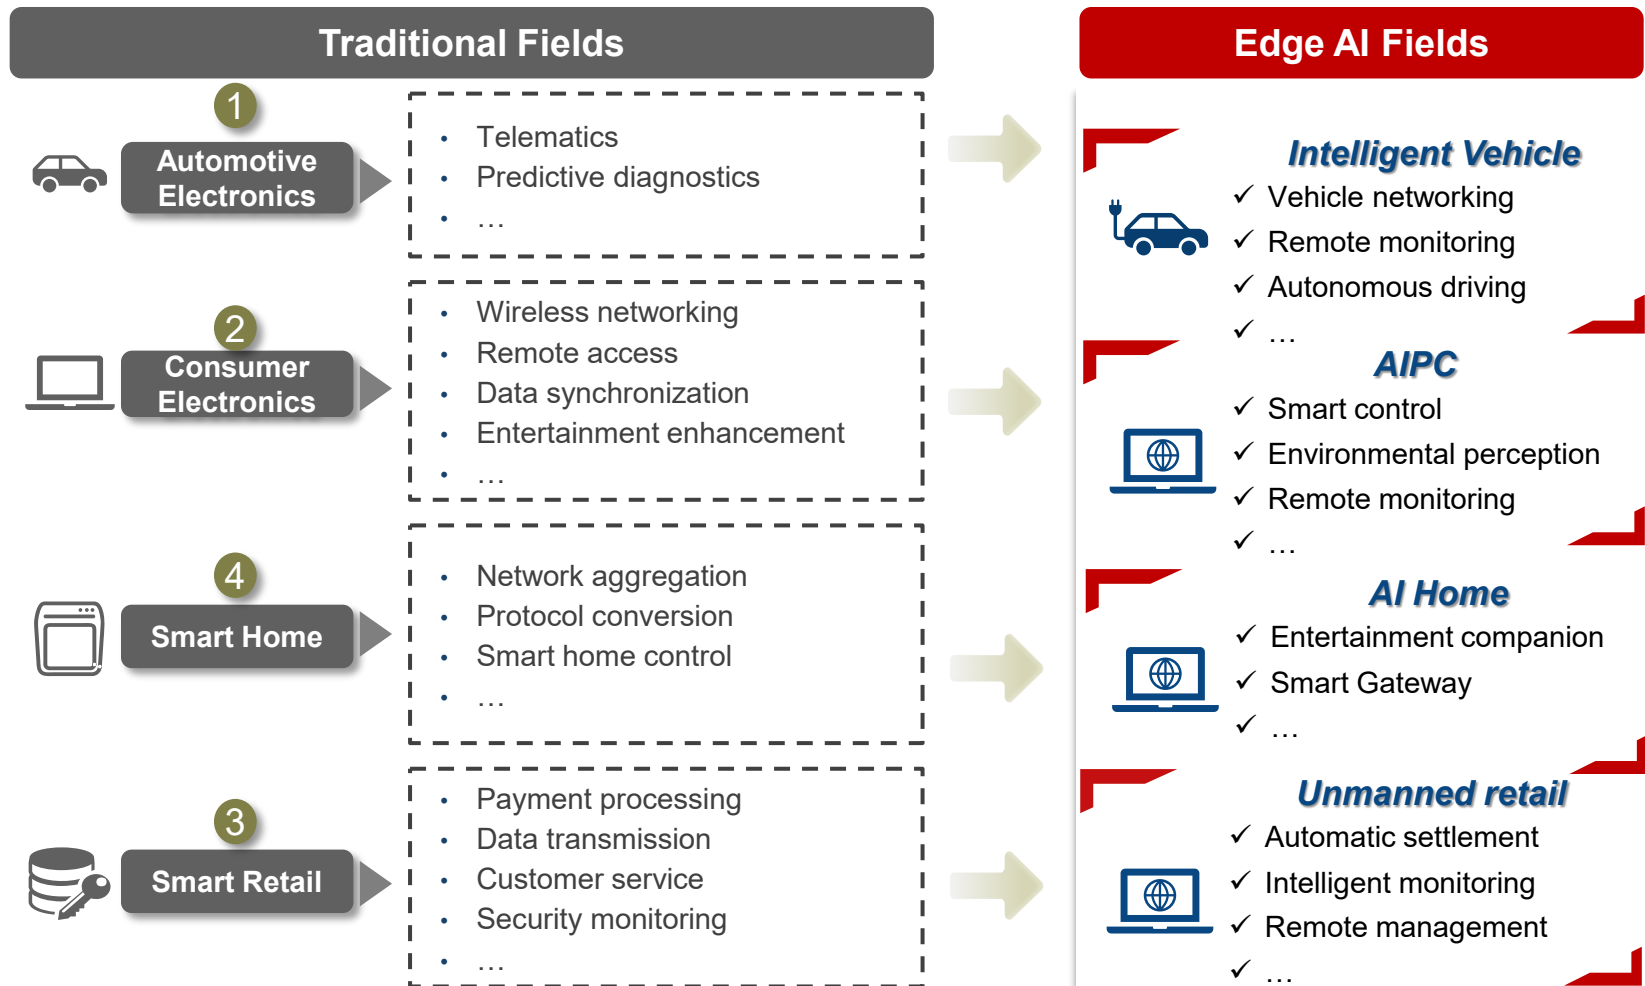 Traditional Fields
Edge AI Fields
1
Automotive
Electronics
• Telematics
• Predictive diagnostics
• …
Intelligent Vehicle
✓ Vehicle networking
✓ Remote monitoring
✓ Autonomous driving
✓ …
2
Consumer
Electronics
• Wireless networking
• Remote access
• Data synchronization
• Entertainment enhancement
• …
AIPC
✓ Smart control
✓ Environmental perception
✓ Remote monitoring
✓ …
4
Smart Home
• Network aggregation
• Protocol conversion
• Smart home control
• …
AI Home
✓ Entertainment companion
✓ Smart Gateway
✓ …
3
Smart Retail
• Payment processing
• Data transmission
• Customer service
• Security monitoring
• …
Unmanned retail
✓ Automatic settlement
✓ Intelligent monitoring
✓ Remote management
✓ …